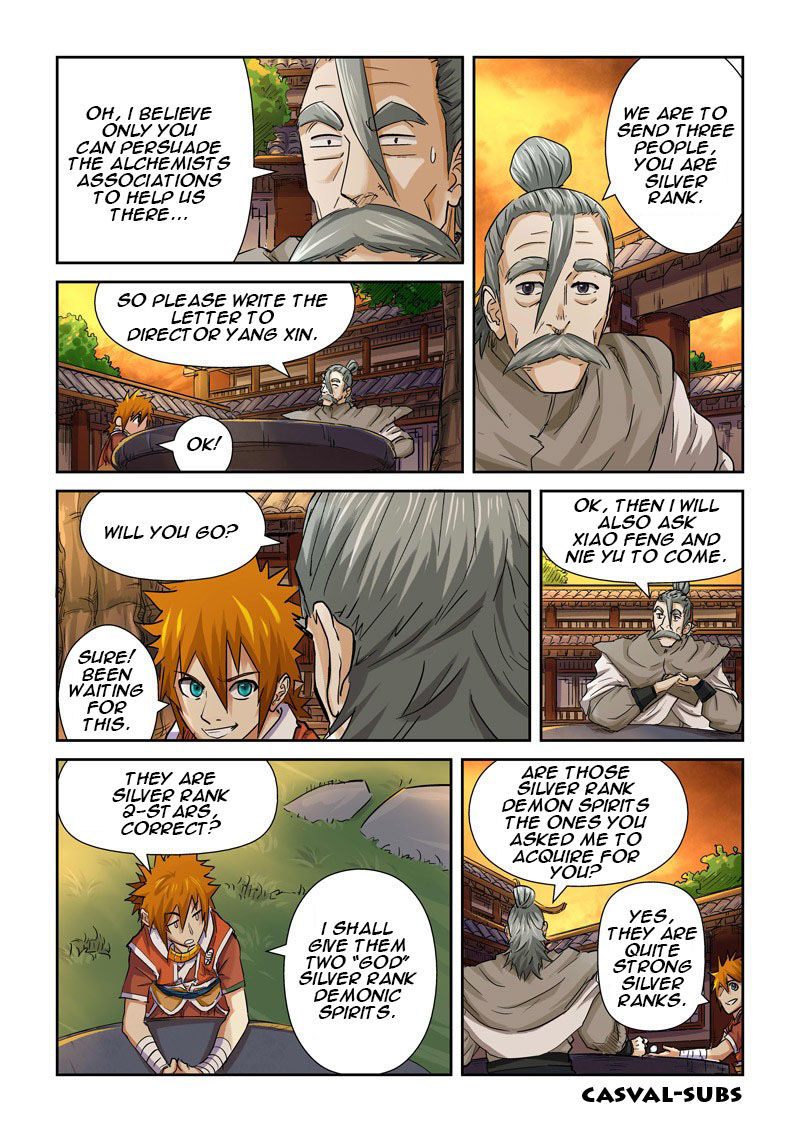 OH, I BELIEVE
ONLY YOU
CAN PERSUADE
THE ALCHEMISTS
ASSOCIATIONS
TO HELP US
THERE...
WE ARE TO
SEND THREE
PEOPLE,
YOU ARE
SILVER
RANK.
SO PLEASE WRITE THE
LETTER TO
DIRECTOR YANG XIN.
OK!
WILL YOU GO?
SURE!
BEEN
WAITING
FOR
THIS.
OK, THEN I WILL
ALSO ASK
XIAO FENG AND
NIE YU TO COME.
THEY ARE
SILVER RANK
2-STARS,
CORRECT?
I SHALL
GIVE THEM
TWO "GOD"
SILVER RANK
DEMONIC
SPIRITS.
ARE THOSE
SILVER RANK
DEMON SPIRITS
THE ONES YOU
ASKED ME TO
ACQUIRE FOR
YOU?
YES,
THEY ARE
QUITE
STRONG
SILVER
RANKS.
CASVAL-SUBS